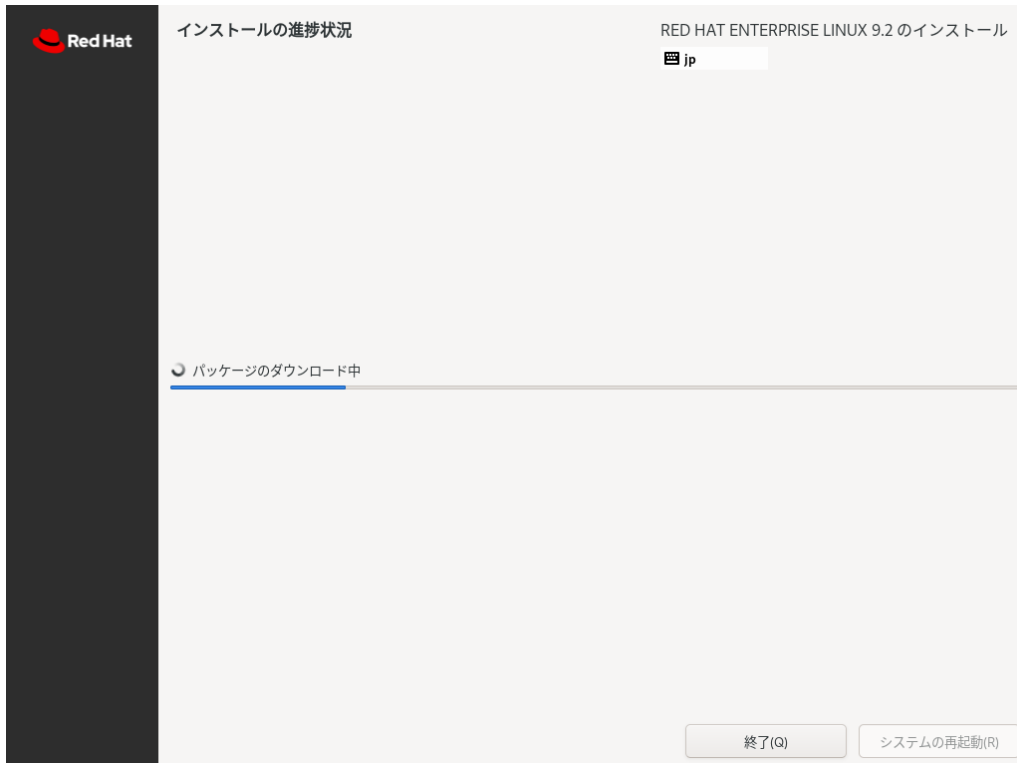 Red Hat
インストールの進捗状況
RED HAT ENTERPRISE LINUX 9.2 のインストール
jp
パッケージのダウンロード中
終了(Q)
システムの再起動(R)